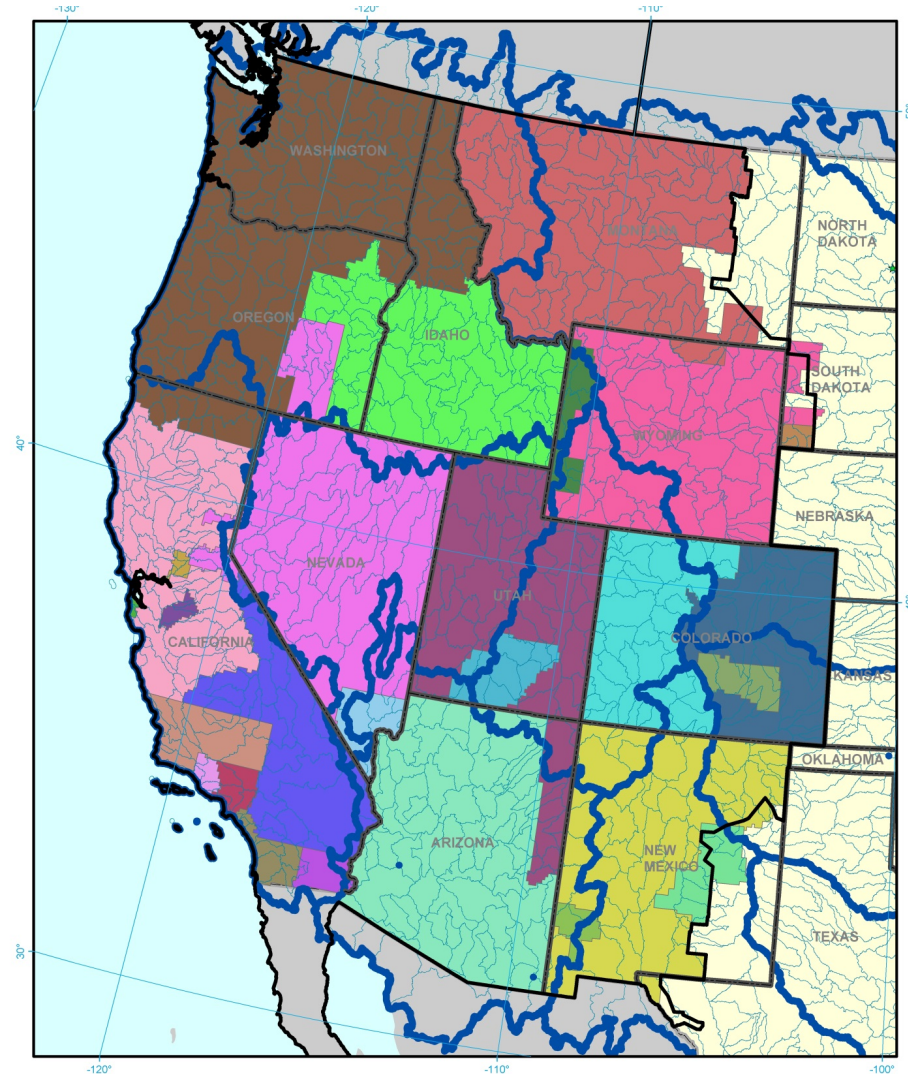 -130°
-120°
-110°
WASHINGTON
MONTANA
NORTH
DAKOTA
OREGON
IDAHO
SOUTH
DAKOTA
WYOMING
40°
NEBRASKA
NEVADA
UTAH
CALIFORNIA
COLORADO
KANSAS
OKLAHOMA
ARIZONA
NEW
MEXICO
TEXAS
30°
-120°
-110°
-100°